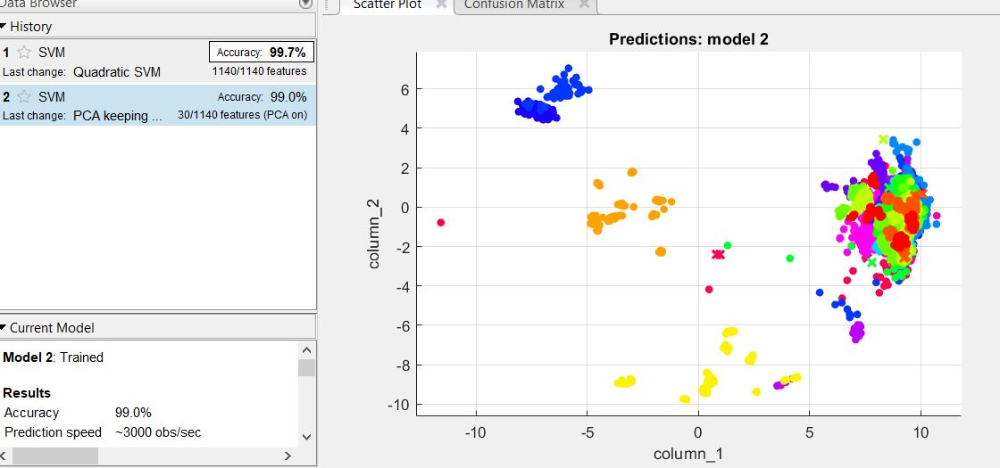 Data Browser
Scatter Plot
Confusion Matrix
History
1 SVM Accuracy: 99.7%
Last change: Quadratic SVM 1140/1140 features
2 SVM Accuracy: 99.0%
Last change: PCA keeping ... 30/1140 features (PCA on)
Current Model
Model 2: Trained
Results
Accuracy 99.0%
Prediction speed ~3000 obs/sec
Predictions: model 2
column_2
6
4
2
0
-2
-4
-6
-8
-10
-10 -5 0 5 10
column_1